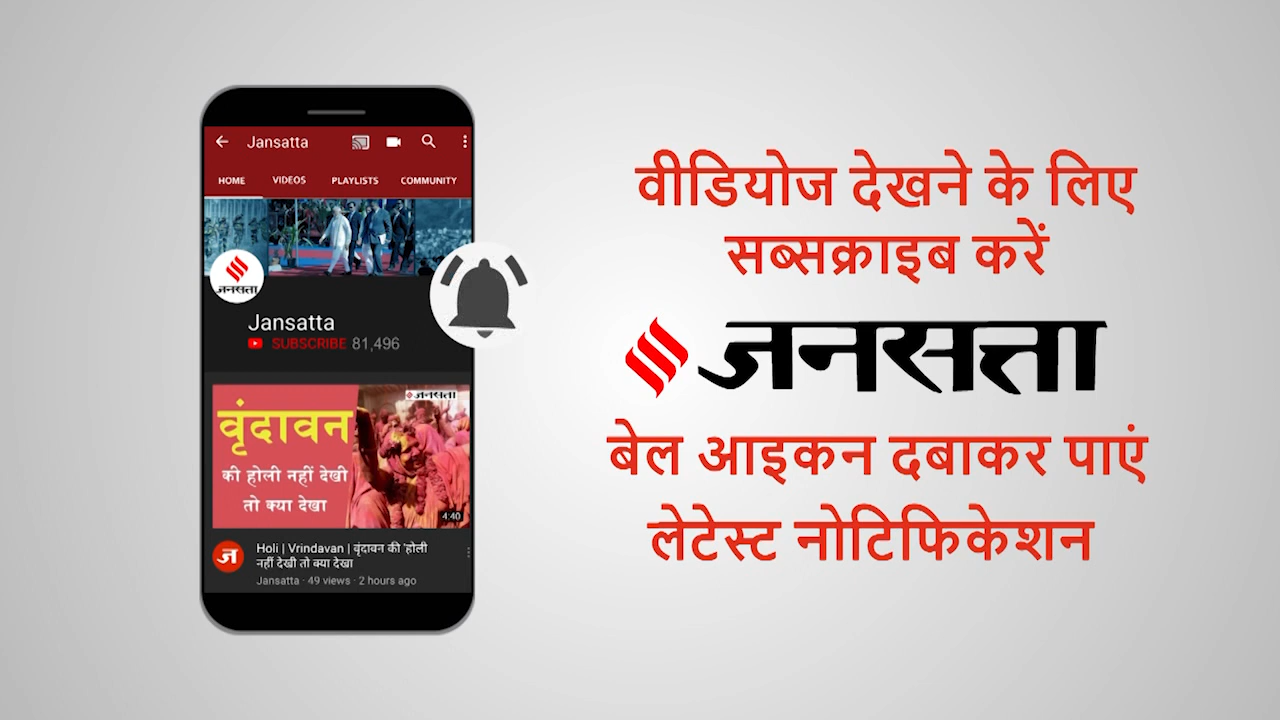 Jansatta
HOME VIDEOS PLAYLISTS COMMUNITY
जनसत्ता
Jansatta
SUBSCRIBE 81,496
जनसत्ता
वृंदावन
की होली नहीं देखी
तो क्या देखा
4:40
ज
Holi | Vrindavan | वृंदावन की 'होली
नहीं देखी तो क्या देखा
Jansatta · 49 views · 2 hours ago
वीडियोज देखने के लिए
सब्सक्राइब करें
जनसत्ता
बेल आइकन दबाकर पाएं
लेटेस्ट नोटिफिकेशन